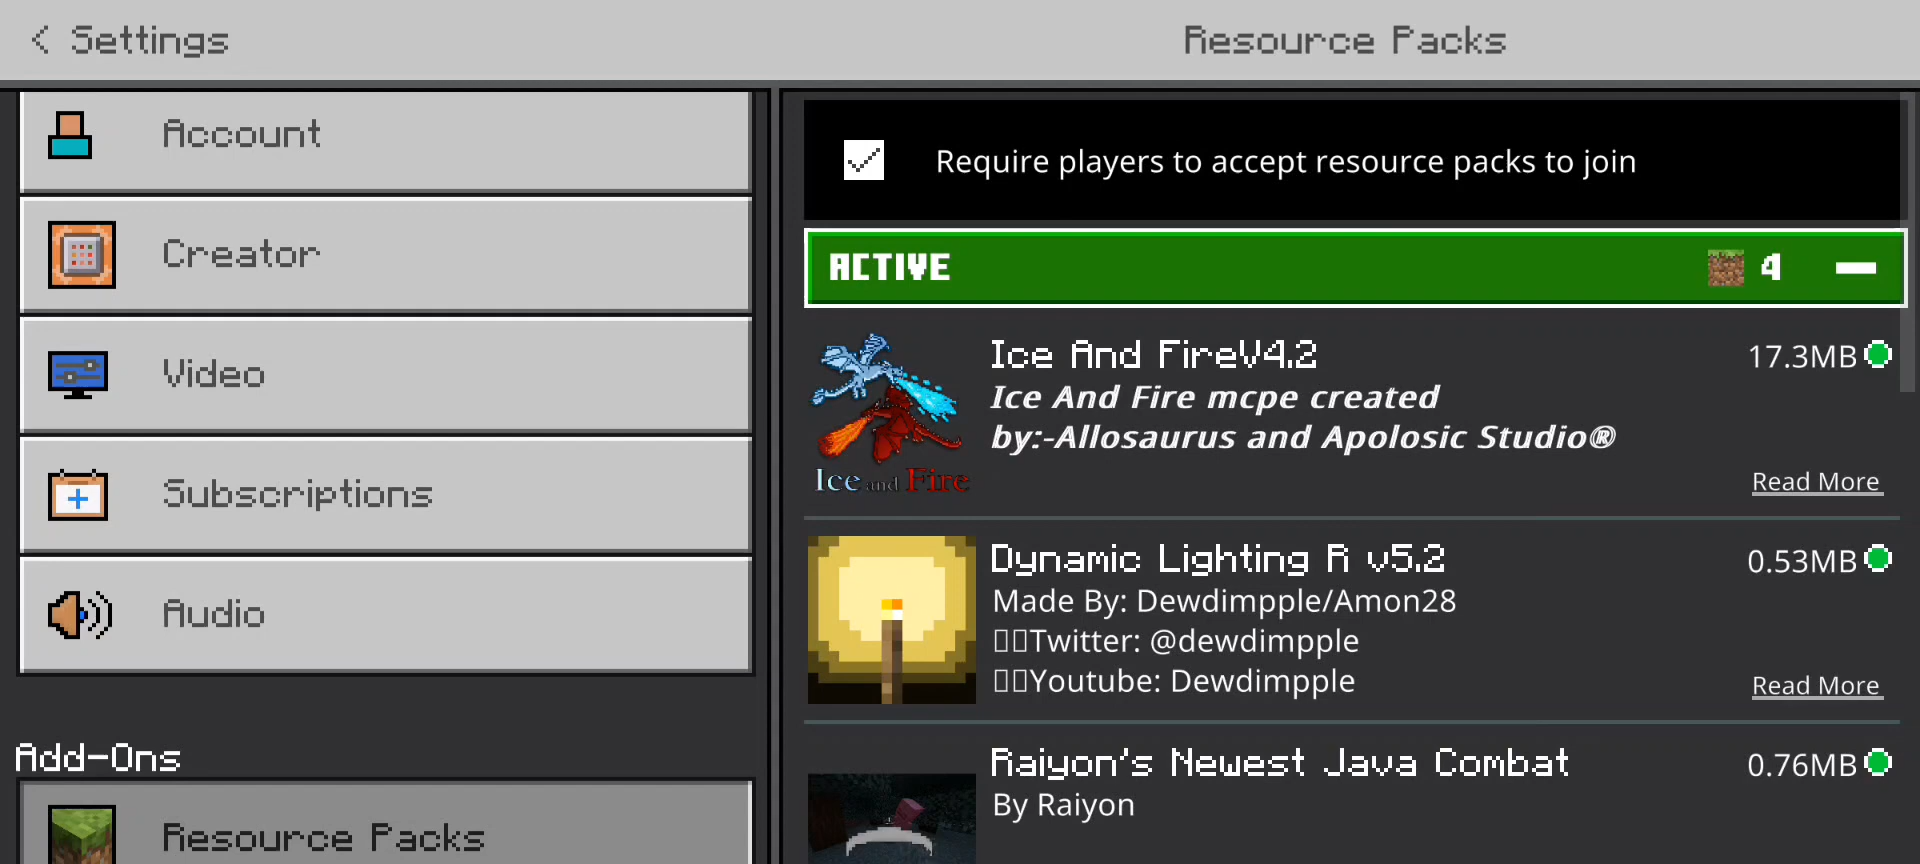 Settings
Resource Packs
Account
Creator
Video
Subscriptions
Audio
Add-Ons
Resource Packs
Require players to accept resource packs to join
ACTIVE
4
Ice And FireV4.2
17.3MB
Ice And Fire mcpe created
by:-Allosaurus and Apolosic Studio®
Ice and Fire
Read More
Dynamic Lighting R v5.2
0.53MB
Made By: Dewdimpple/Amon28
▯▯Twitter: @dewdimpple
▯▯Youtube: Dewdimpple
Read More
Raiyon's Newest Java Combat
0.76MB
By Raiyon